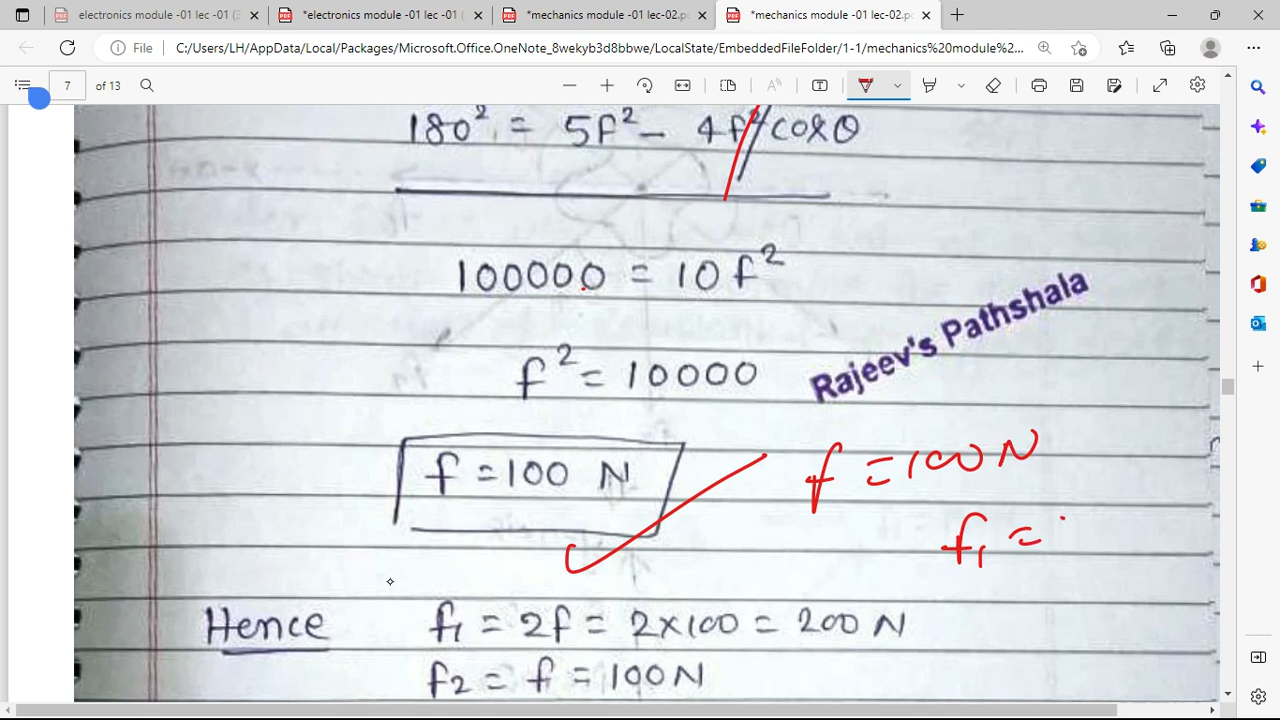 electronics module -01 lec -01 (
*electronics module -01 lec -01 (
*mechanics module -01 lec-02.p
*mechanics module -01 lec-02.p
File C:/Users/LH/AppData/Local/Packages/Microsoft.Office.OneNote_8wekyb3d8bbwe/LocalState/EmbeddedFileFolder/1-1/mechanics%20module%2...
7 of 13
180² = 5f² - 4f² cosθ
100000 = 10f²
Rajeev's Pathshala
f² = 10000
f = 100 N
f = 100 N
f₁ =
Hence f₁ = 2f = 2×100 = 200 N
f₂ = f = 100N